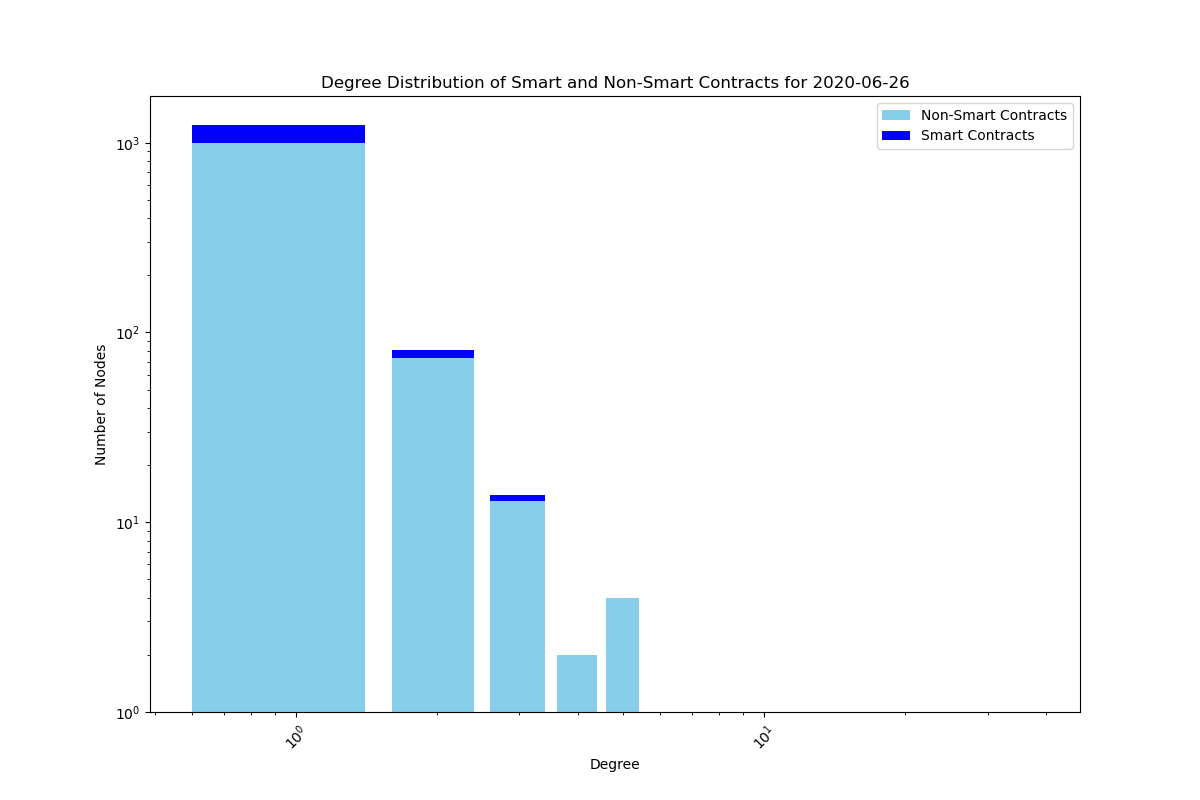 Degree Distribution of Smart and Non-Smart Contracts for 2020-06-26
Non-Smart Contracts
Smart Contracts
Number of Nodes
10³
10²
10¹
10⁰
10⁰
10¹
Degree